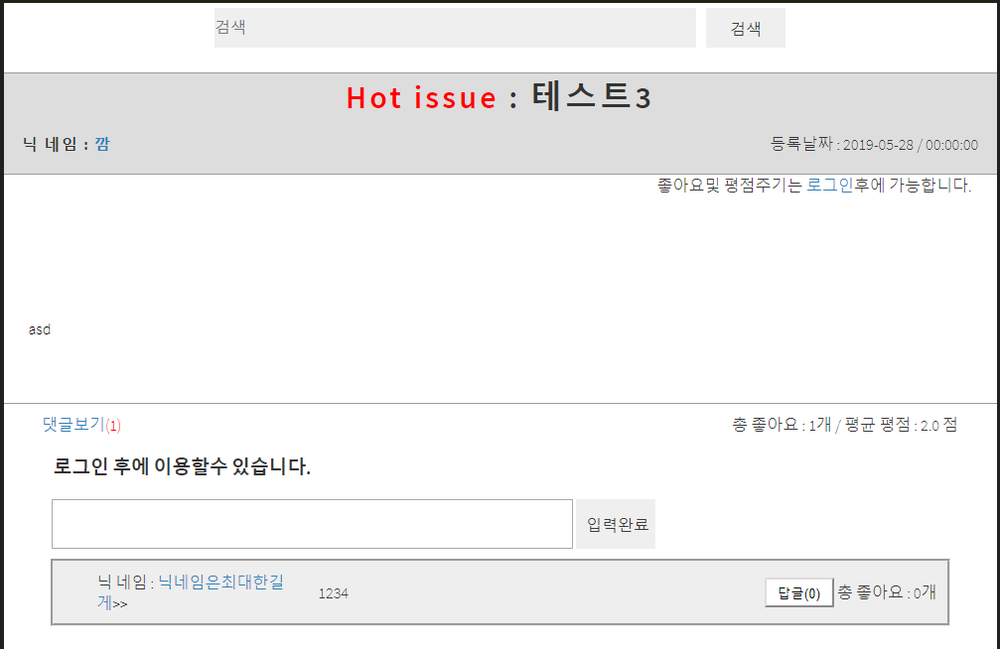 검색 검색
Hot issue : 테스트3
닉 네임 : 깜 등록날짜 : 2019-05-28 / 00:00:00
좋아요및 평점주기는 로그인후에 가능합니다.
asd
댓글보기(1) 총 좋아요 : 1개 / 평균 평점 : 2.0 점
로그인 후에 이용할수 있습니다.
입력완료
닉 네임 : 닉네임은최대한길
게>> 1234 답글(0) 총 좋아요 : 0개